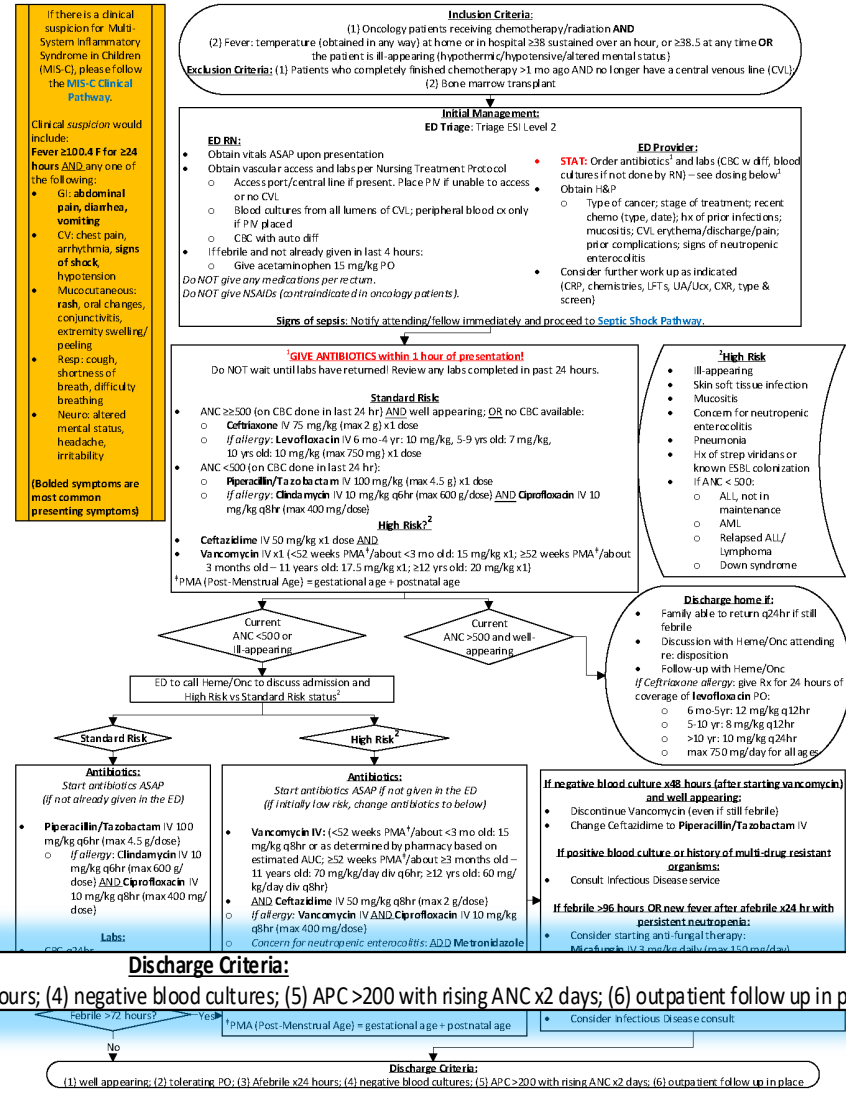 If there is a clinical
suspicion for Multi-
System Inflammatory
Syndrome in Children
(MIS-C), please follow
the MIS-C Clinical
Pathway.
Clinical suspicion would
include:
Fever ≥100.4 F for ≥24
hours AND any one of
the following:
• GI: abdominal
pain, diarrhea,
vomiting
• CV: chest pain,
arrhythmia, signs
of shock,
hypotension
• Mucocutaneous:
rash, oral changes,
conjunctivitis,
extremity swelling/
peeling
• Resp: cough,
shortness of
breath, difficulty
breathing
• Neuro: altered
mental status,
headache,
irritability
(Bolded symptoms are
most common
presenting symptoms)
Inclusion Criteria:
(1) Oncology patients receiving chemotherapy/radiation AND
(2) Fever: temperature (obtained in any way) at home or in hospital ≥38 sustained over an hour, or ≥38.5 at any time OR
the patient is ill-appearing (hypothermic/hypotensive/altered mental status)
Exclusion Criteria: (1) Patients who completely finished chemotherapy >1 mo ago AND no longer have a central venous line (CVL);
(2) Bone marrow transplant
Initial Management:
ED Triage: Triage ESI Level 2
ED RN:
• Obtain vitals ASAP upon presentation
• Obtain vascular access and labs per Nursing Treatment Protocol
o Access port/central line if present. Place PIV if unable to access
or no CVL
o Blood cultures from all lumens of CVL; peripheral blood cx only
if PIV placed
o CBC with auto diff
• If febrile and not already given in last 4 hours:
o Give acetaminophen 15 mg/kg PO
Do NOT give any medications per rectum.
Do NOT give NSAIDs (contraindicated in oncology patients).
ED Provider:
• STAT: Order antibiotics¹ and labs (CBC w diff, blood
cultures if not done by RN) – see dosing below¹
• Obtain H&P
o Type of cancer; stage of treatment; recent
chemo (type, date); hx of prior infections;
mucositis; CVL erythema/discharge/pain;
prior complications; signs of neutropenic
enterocolitis
• Consider further work up as indicated
(CRP, chemistries, LFTs, UA/Ucx, CXR, type &
screen)
Signs of sepsis: Notify attending/fellow immediately and proceed to Septic Shock Pathway.
¹GIVE ANTIBIOTICS within 1 hour of presentation!
Do NOT wait until labs have returned! Review any labs completed in past 24 hours.
Standard Risk:
• ANC ≥≥500 (on CBC done in last 24 hr) AND well appearing; OR no CBC available:
o Ceftriaxone IV 75 mg/kg (max 2 g) x1 dose
o If allergy: Levofloxacin IV 6 mo-4 yr: 10 mg/kg, 5-9 yrs old: 7 mg/kg,
10 yrs old: 10 mg/kg (max 750 mg) x1 dose
• ANC <500 (on CBC done in last 24 hr):
o Piperacillin/Tazobactam IV 100 mg/kg (max 4.5 g) x1 dose
o If allergy: Clindamycin IV 10 mg/kg q6hr (max 600 g/dose) AND Ciprofloxacin IV 10
mg/kg q8hr (max 400 mg/dose)
High Risk?²
• Ceftazidime IV 50 mg/kg x1 dose AND
• Vancomycin IV x1 (<52 weeks PMA‡/about <3 mo old: 15 mg/kg x1; ≥52 weeks PMA‡/about
3 months old – 11 years old: 17.5 mg/kg x1; ≥12 yrs old: 20 mg/kg x1)
‡PMA (Post-Menstrual Age) = gestational age + postnatal age
²High Risk
• Ill-appearing
• Skin soft tissue infection
• Mucositis
• Concern for neutropenic
enterocolitis
• Pneumonia
• Hx of strep viridans or
known ESBL colonization
• If ANC < 500:
o ALL, not in
maintenance
o AML
o Relapsed ALL/
Lymphoma
o Down syndrome
Current
ANC <500 or
Ill-appearing
Current
ANC >500 and well-
appearing
Discharge home if:
• Family able to return q24hr if still
febrile
• Discussion with Heme/Onc attending
re: disposition
• Follow-up with Heme/Onc
If Ceftriaxone allergy: give Rx for 24 hours of
coverage of levofloxacin PO:
o 6 mo-5yr: 12 mg/kg q12hr
o 5-10 yr: 8 mg/kg q12hr
o >10 yr: 10 mg/kg q24hr
o max 750 mg/day for all ages
ED to call Heme/Onc to discuss admission and
High Risk vs Standard Risk status²
Standard Risk
High Risk²
Antibiotics:
Start antibiotics ASAP
(if not already given in the ED)
• Piperacillin/Tazobactam IV 100
mg/kg q6hr (max 4.5 g/dose)
o If allergy: Clindamycin IV 10
mg/kg q6hr (max 600 g/
dose) AND Ciprofloxacin IV
10 mg/kg q8hr (max 400 mg/
dose)
Labs:
• CBC q24hr
Antibiotics:
Start antibiotics ASAP if not given in the ED
(if initially low risk, change antibiotics to below)
• Vancomycin IV: (<52 weeks PMA‡/about <3 mo old: 15
mg/kg q8hr or as determined by pharmacy based on
estimated AUC; ≥52 weeks PMA‡/about ≥3 months old –
11 years old: 70 mg/kg/day div q6hr; ≥12 yrs old: 60 mg/
kg/day div q8hr)
• AND Ceftazidime IV 50 mg/kg q8hr (max 2 g/dose)
o If allergy: Vancomycin IV AND Ciprofloxacin IV 10 mg/kg
q8hr (max 400 mg/dose)
o Concern for neutropenic enterocolitis: ADD Metronidazole
If negative blood culture x48 hours (after starting vancomycin)
and well appearing:
• Discontinue Vancomycin (even if still febrile)
• Change Ceftazidime to Piperacillin/Tazobactam IV
If positive blood culture or history of multi-drug resistant
organisms:
• Consult Infectious Disease service
If febrile >96 hours OR new fever after afebrile x24 hr with
persistent neutropenia:
• Consider starting anti-fungal therapy:
Micafungin IV 3 mg/kg daily (max 150 mg/day)
Discharge Criteria:
ours; (4) negative blood cultures; (5) APC >200 with rising ANC x2 days; (6) outpatient follow up in p
Febrile >72 hours?
Yes
‡PMA (Post-Menstrual Age) = gestational age + postnatal age
• Consider Infectious Disease consult
No
Discharge Criteria:
(1) well appearing; (2) tolerating PO; (3) Afebrile x24 hours; (4) negative blood cultures; (5) APC >200 with rising ANC x2 days; (6) outpatient follow up in place